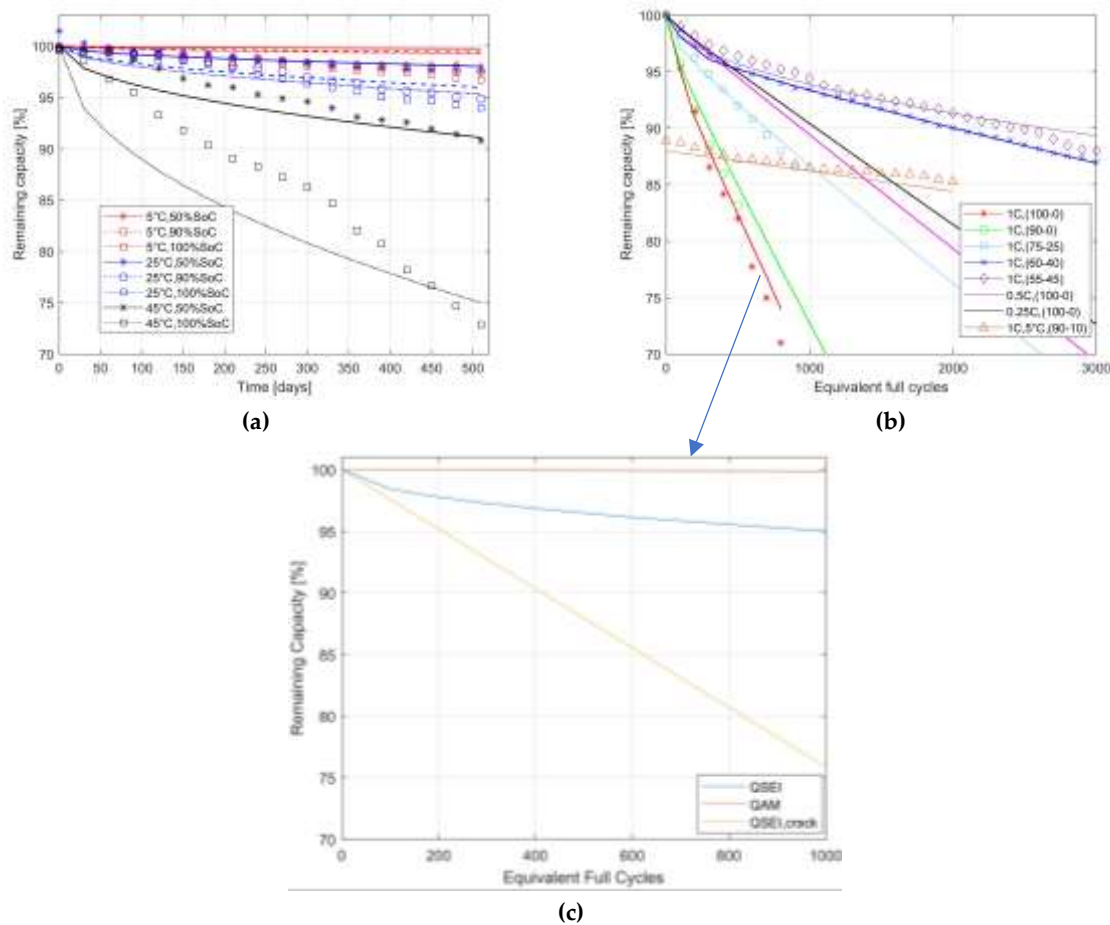 100
95
90
85
80
75
70
Remaining capacity [%]
5°C,50%SoC
5°C,90%SoC
5°C,100%SoC
25°C,50%SoC
25°C,90%SoC
25°C,100%SoC
45°C,50%SoC
45°C,100%SoC
0 50 100 150 200 250 300 350 400 450 500
Time [days]
(a)
100
95
90
85
80
75
70
Remaining capacity [%]
1C,(100-0)
1C,(90-0)
1C,(75-25)
1C,(60-40)
1C,(55-45)
0.5C,(100-0)
0.25C,(100-0)
1C,5°C,(90-10)
0 1000 2000 3000
Equivalent full cycles
(b)
100
95
90
85
80
75
70
Remaining Capacity [%]
QSEI
QAM
QSEI,crack
0 200 400 600 800 1000
Equivalent Full Cycles
(c)